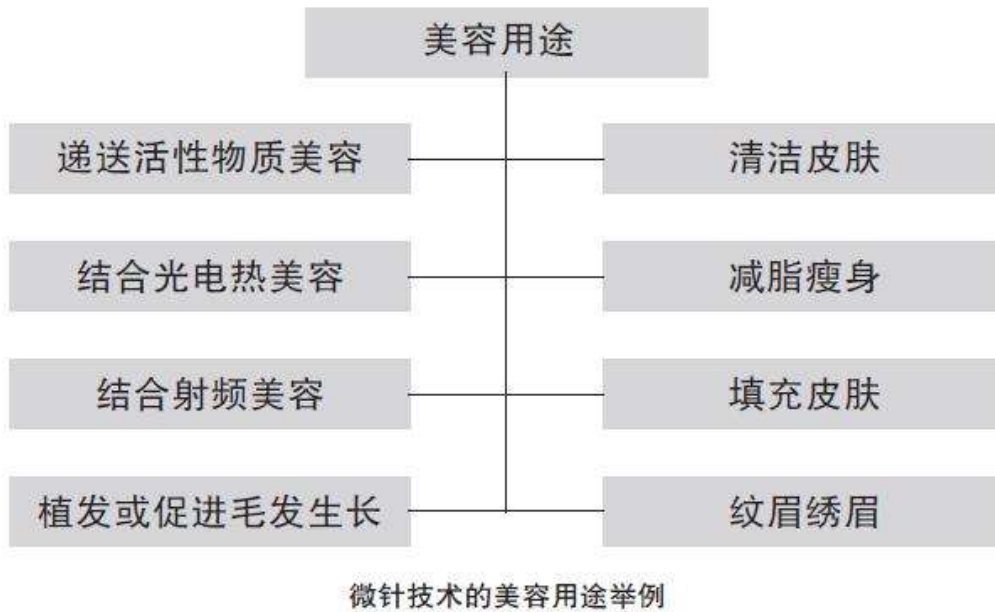 美容用途
递送活性物质美容
清洁皮肤
结合光电热美容
减脂瘦身
结合射频美容
填充皮肤
植发或促进毛发生长
纹眉绣眉
微针技术的美容用途举例